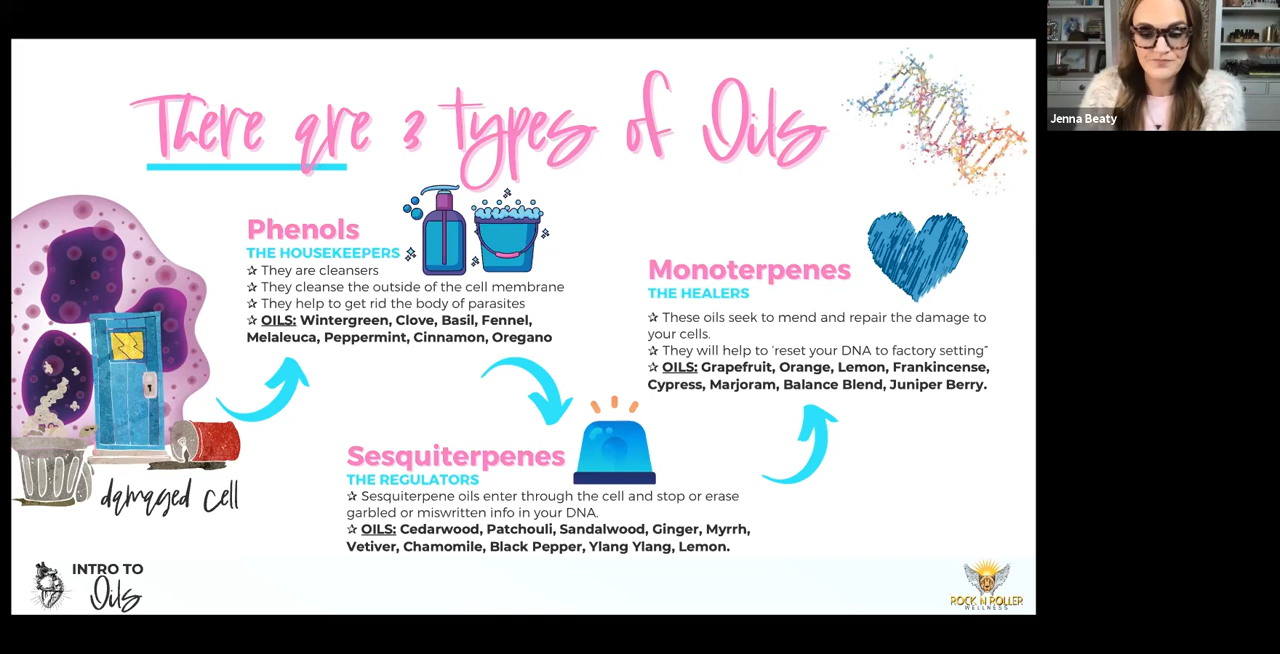 There are 3 types of Oils
Jenna Beaty
Phenols
THE HOUSEKEEPERS
✰ They are cleansers
✰ They cleanse the outside of the cell membrane
✰ They help to get rid the body of parasites
✰ OILS: Wintergreen, Clove, Basil, Fennel,
Melaleuca, Peppermint, Cinnamon, Oregano
Monoterpenes
THE HEALERS
✰ These oils seek to mend and repair the damage to
your cells.
✰ They will help to ‘reset your DNA to factory setting”
✰ OILS: Grapefruit, Orange, Lemon, Frankincense,
Cypress, Marjoram, Balance Blend, Juniper Berry.
Sesquiterpenes
THE REGULATORS
✰ Sesquiterpene oils enter through the cell and stop or erase
garbled or miswritten info in your DNA.
✰ OILS: Cedarwood, Patchouli, Sandalwood, Ginger, Myrrh,
Vetiver, Chamomile, Black Pepper, Ylang Ylang, Lemon.
damaged cell
INTRO TO
Oils
ROCK N ROLLER
WELLNESS